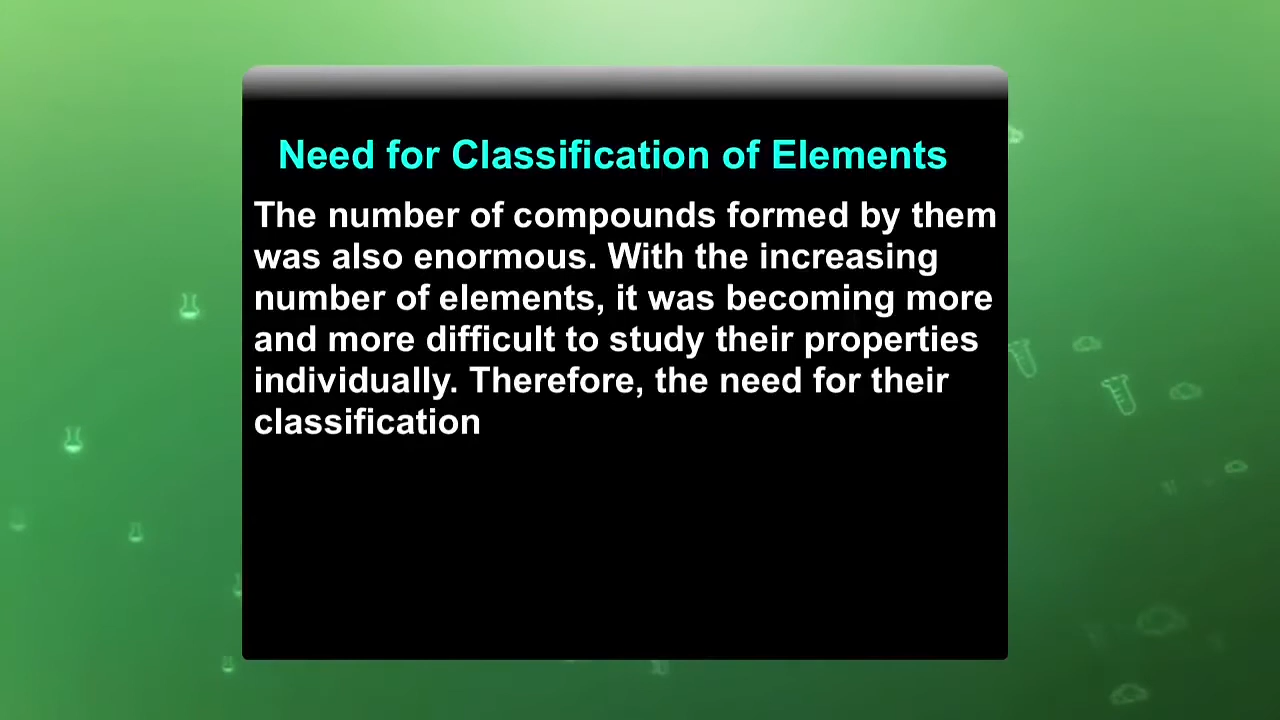 Need for Classification of Elements
The number of compounds formed by them
was also enormous. With the increasing
number of elements, it was becoming more
and more difficult to study their properties
individually. Therefore, the need for their
classification